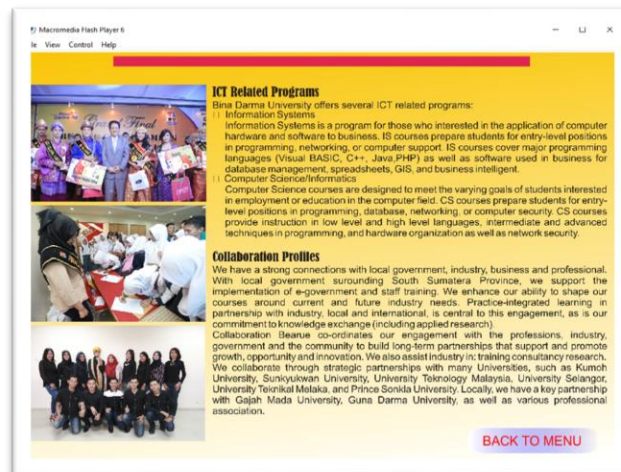 Macromedia Flash Player 6
le View Control Help
Grand Final
ICT Related Programs
Bina Darma University offers several ICT related programs:
Information Systems
Information Systems is a program for those who interested in the application of computer
hardware and software to business. IS courses prepare students for entry-level positions
in programming, networking, or computer support. IS courses cover major programming
languages (Visual BASIC, C++, Java,PHP) as well as software used in business for
database management, spreadsheets, GIS, and business intelligent.
Computer Science/Informatics
Computer Science courses are designed to meet the varying goals of students interested
in employment or education in the computer field. CS courses prepare students for entry-
level positions in programming, database, networking, or computer security. CS courses
provide instruction in low level and high level languages, intermediate and advanced
techniques in programming, and hardware organization as well as network security.
Collaboration Profiles
We have a strong connections with local government, industry, business and professional.
With local government surounding South Sumatera Province, we support the
implementation of e-government and staff training. We enhance our ability to shape our
courses around current and future industry needs. Practice-integrated learning in
partnership with industry, local and international, is central to this engagement, as is our
commitment to knowledge exchange (including applied research).
Collaboration Bearue co-ordinates our engagement with the professions, industry,
government and the community to build long-term partnerships that support and promote
growth, opportunity and innovation. We also assist industry in: training consultancy research.
We collaborate through strategic partnerships with many Universities, such as Kumoh
University, Sunkyukwan University, University Teknology Malaysia, University Selangor,
University Teknikal Melaka, and Prince Sonkla University. Locally, we have a key partnership
with Gajah Mada University, Guna Darma University, as well as various professional
association.
BACK TO MENU